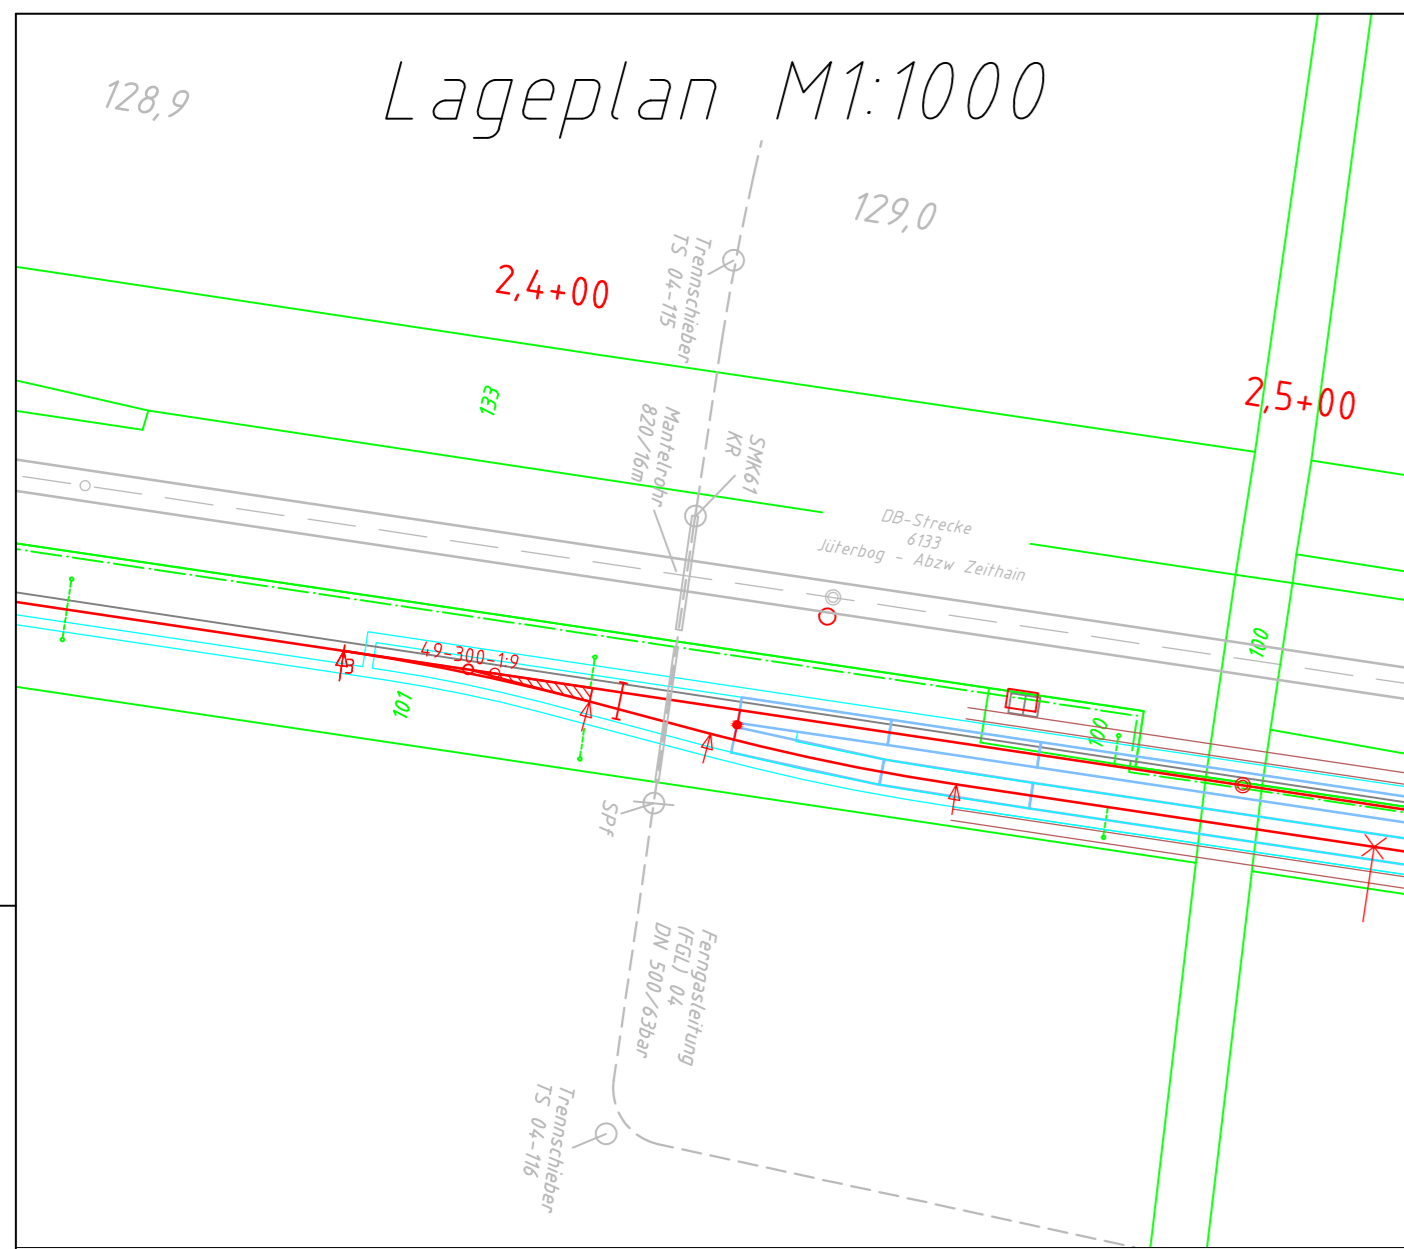 Lageplan M1:1000
128,9
129,0
Trennschieber
TS 04-115
2,4+00
2,5+00
133
Mantelrohr
820/16m
SMK61
KR
DB-Strecke
6133
Jüterbog - Abzw Zeithain
100
49-300-1:9
13
101
100
SPf
Ferngasleitung
(FGL) 04
DN 500/63bar
Trennschieber
TS 04-116